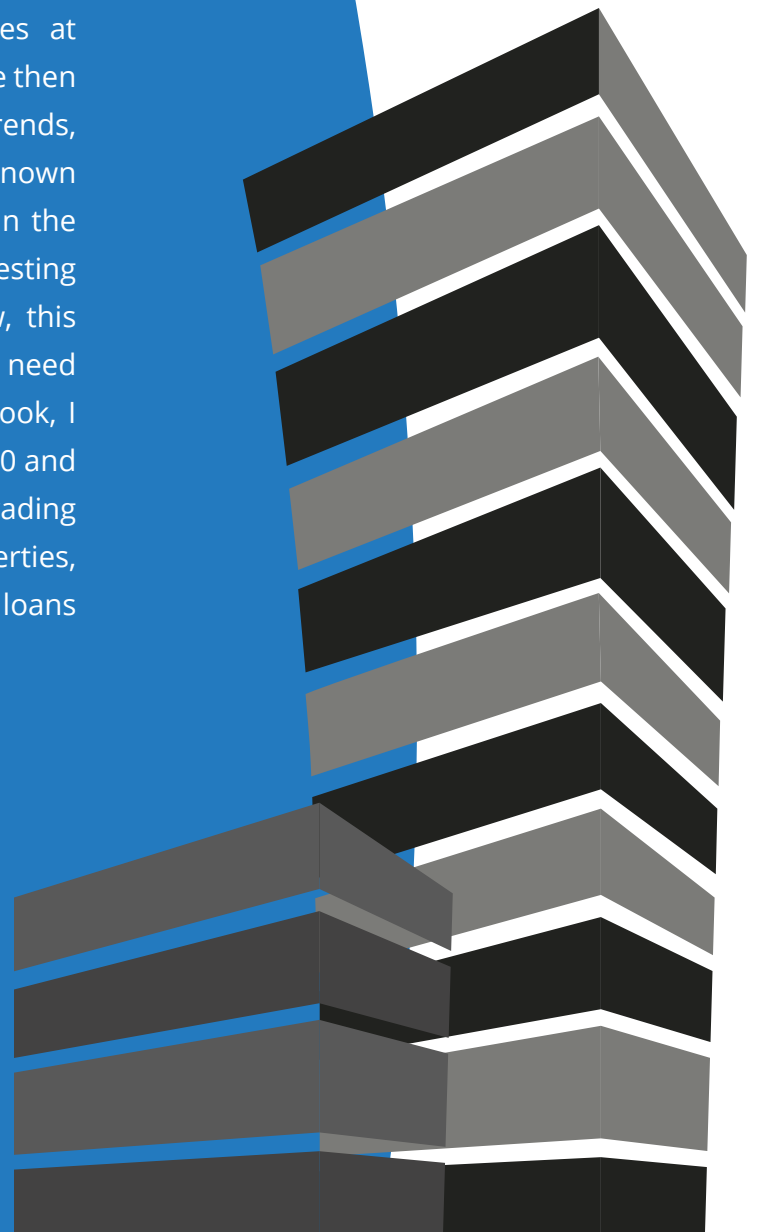 es at
e then
rends,
nown
n the
esting
, this
need
ook, I
0 and
ading
erties,
loans